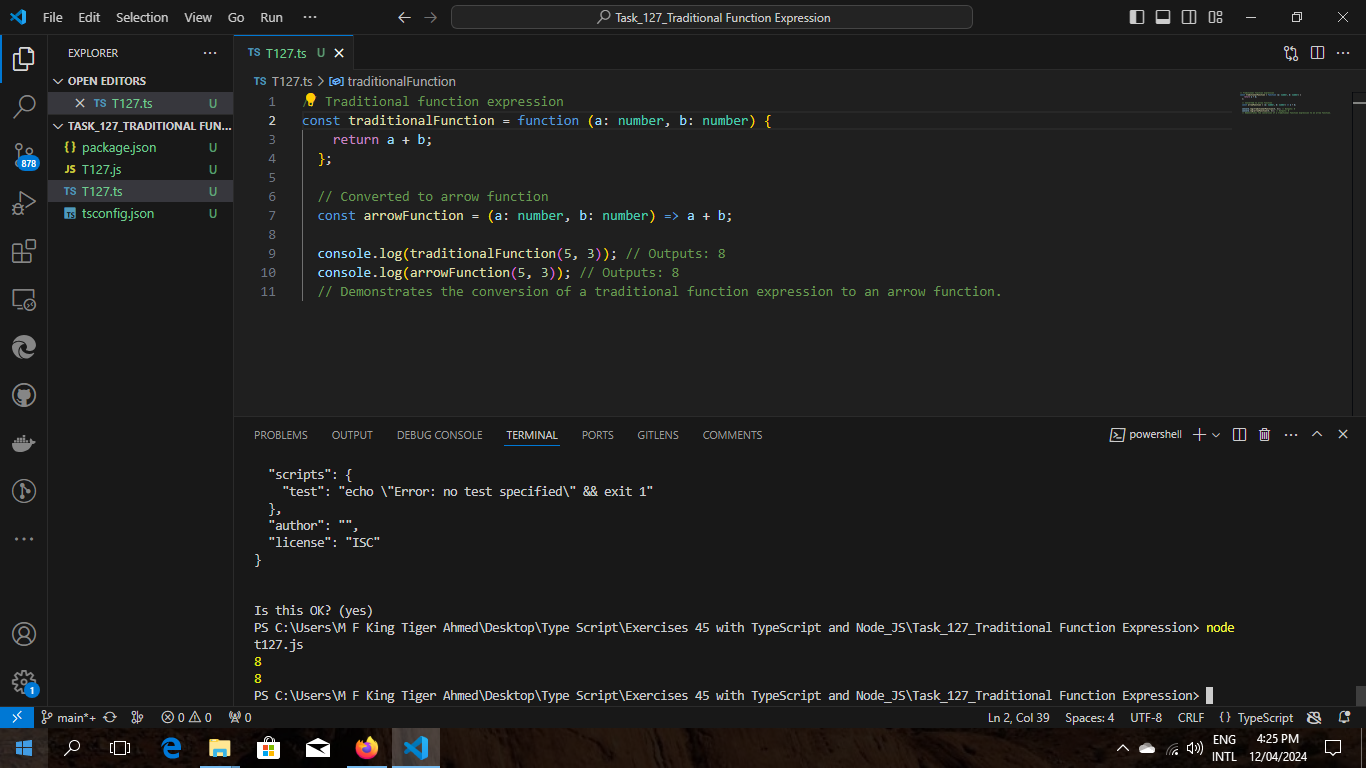 File Edit Selection View Go Run ···
Task_127_Traditional Function Expression
EXPLORER
OPEN EDITORS
TS T127.ts U
TASK_127_TRADITIONAL FUN...
{} package.json U
JS T127.js U
TS T127.ts U
TS tsconfig.json U
878
1
TS T127.ts U
TS T127.ts > traditionalFunction
1 / Traditional function expression
2 const traditionalFunction = function (a: number, b: number) {
3 return a + b;
4 };
5
6 // Converted to arrow function
7 const arrowFunction = (a: number, b: number) => a + b;
8
9 console.log(traditionalFunction(5, 3)); // Outputs: 8
10 console.log(arrowFunction(5, 3)); // Outputs: 8
11 // Demonstrates the conversion of a traditional function expression to an arrow function.
PROBLEMS OUTPUT DEBUG CONSOLE TERMINAL PORTS GITLENS COMMENTS
powershell
"scripts": {
"test": "echo \"Error: no test specified\" && exit 1"
},
"author": "",
"license": "ISC"
}
Is this OK? (yes)
PS C:\Users\M F King Tiger Ahmed\Desktop\Type Script\Exercises 45 with TypeScript and Node_JS\Task_127_Traditional Function Expression> node
t127.js
8
8
PS C:\Users\M F King Tiger Ahmed\Desktop\Type Script\Exercises 45 with TypeScript and Node_JS\Task_127_Traditional Function Expression>
main*+ 0 0 0 Ln 2, Col 39 Spaces: 4 UTF-8 CRLF {} TypeScript
ENG 4:25 PM
INTL 12/04/2024